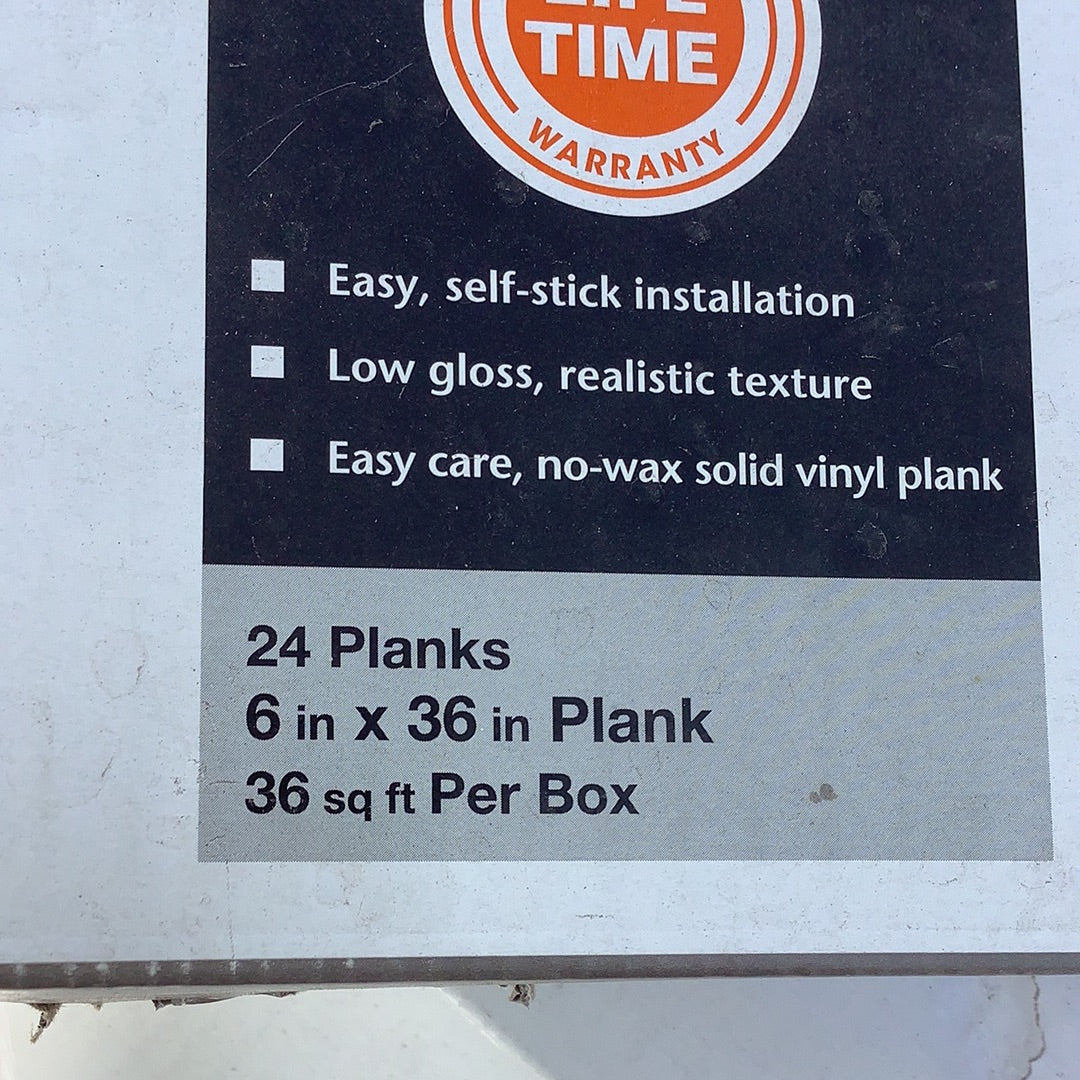 LIFE
TIME
WARRANTY
Easy, self-stick installation
Low gloss, realistic texture
Easy care, no-wax solid vinyl plank
24 Planks
6 in x 36 in Plank
36 sq ft Per Box